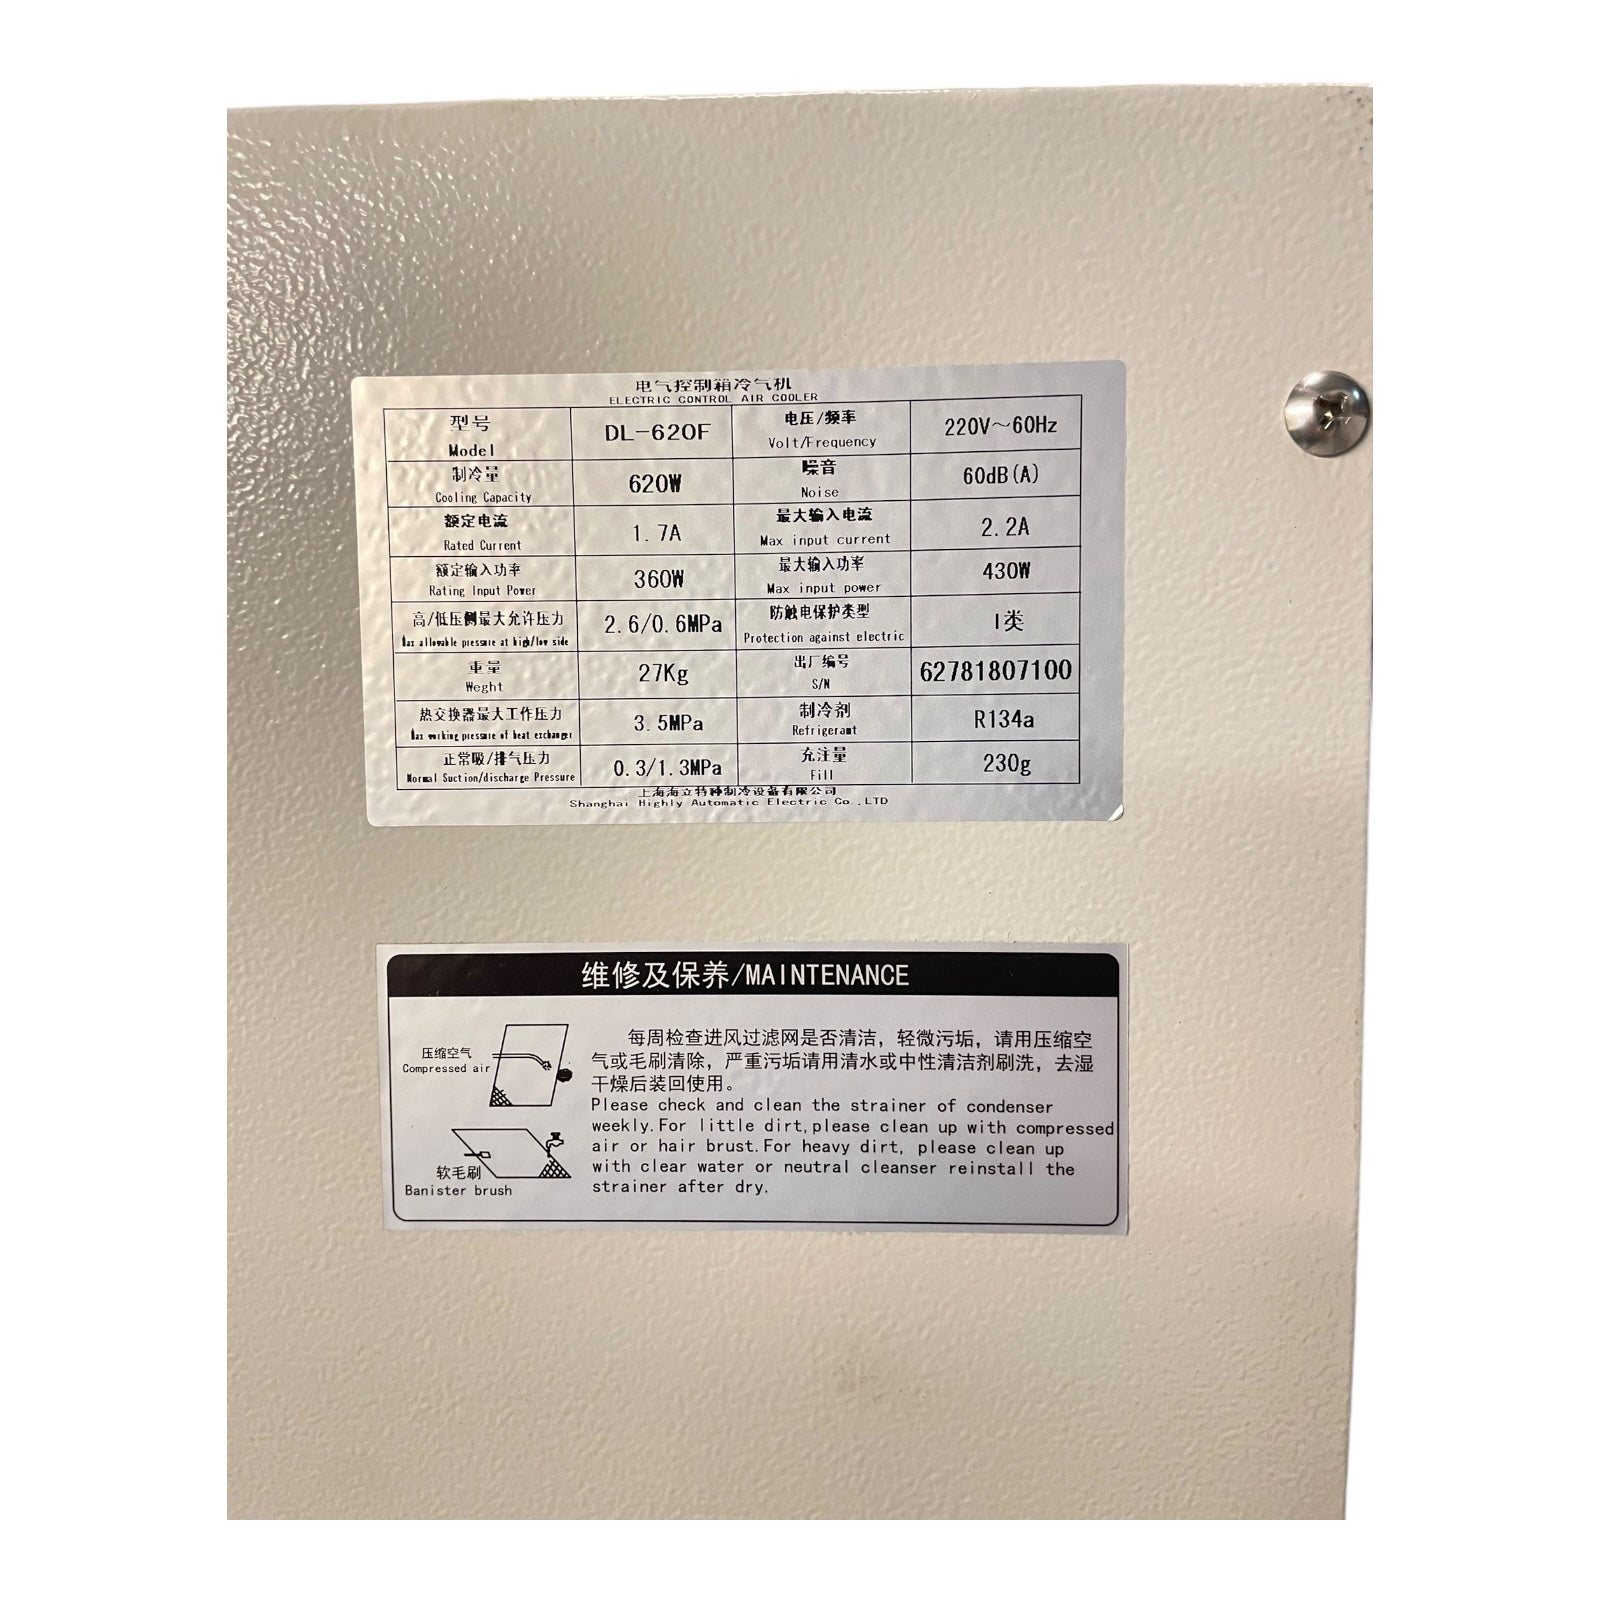 电气控制箱冷气机
ELECTRIC CONTROL AIR COOLER
型号 DL-620F 电压/频率 220V～60Hz
Model Volt/Frequency
制冷量 620W 噪音 60dB(A)
Cooling Capacity Noise
额定电流 1.7A 最大输入电流 2.2A
Rated Current Max input current
额定输入功率 360W 最大输入功率 430W
Rating Input Power Max input power
高/低压侧最大允许压力 2.6/0.6MPa 防触电保护类型 I类
Max allowable pressure at high/low side Protection against electric
重量 27Kg 出厂编号 62781807100
Weght S/N
热交换器最大工作压力 3.5MPa 制冷剂 R134a
Max working pressure of heat exchanger Refrigerant
正常吸/排气压力 0.3/1.3MPa 充注量 230g
Normal Suction/discharge Pressure Fill
上海海立特种制冷设备有限公司
Shanghai Highly Automatic Electric Co.,LTD
维修及保养/MAINTENANCE
压缩空气
Compressed air
软毛刷
Banister brush
每周检查进风过滤网是否清洁，轻微污垢，请用压缩空
气或毛刷清除，严重污垢请用清水或中性清洁剂刷洗，去湿
干燥后装回使用。
Please check and clean the strainer of condenser
weekly.For little dirt,please clean up with compressed
air or hair brust.For heavy dirt, please clean up
with clear water or neutral cleanser reinstall the
strainer after dry.